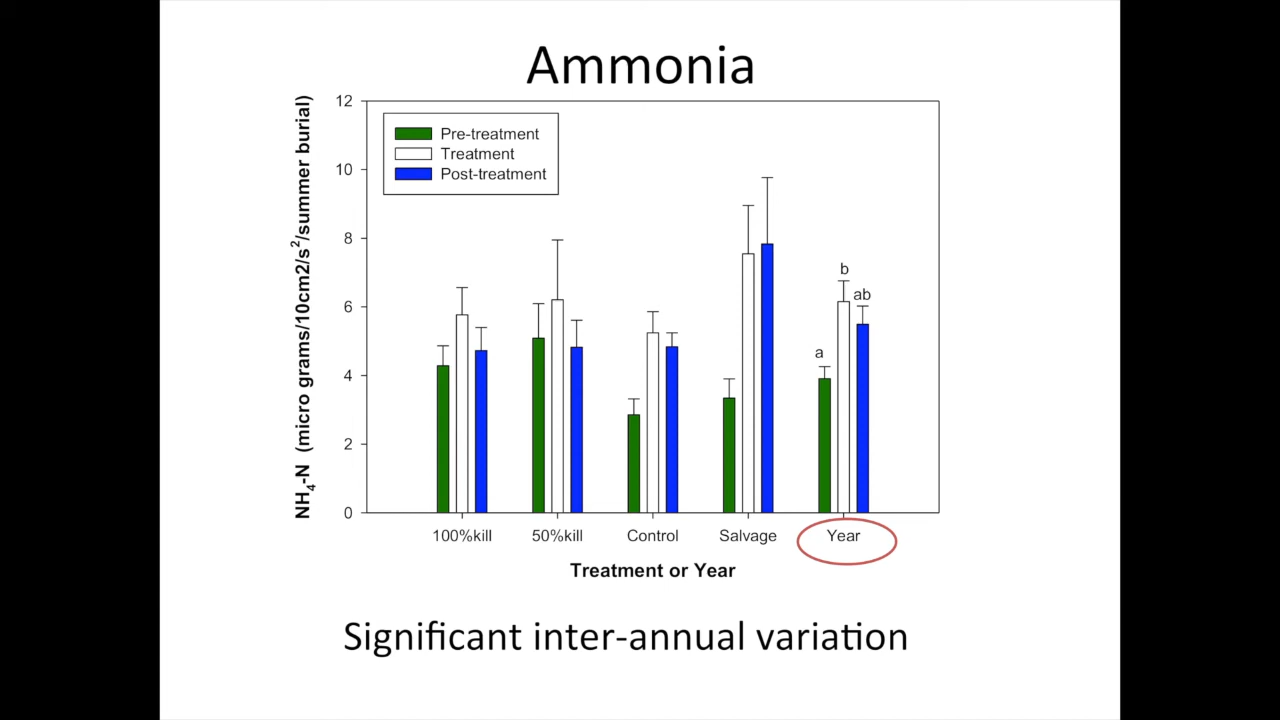 Ammonia
NH4-N (micro grams/10cm2/s2/summer burial)
12
10
8
6
4
2
0
Pre-treatment
Treatment
Post-treatment
a
b
ab
100%kill 50%kill Control Salvage Year
Treatment or Year
Significant inter-annual variation